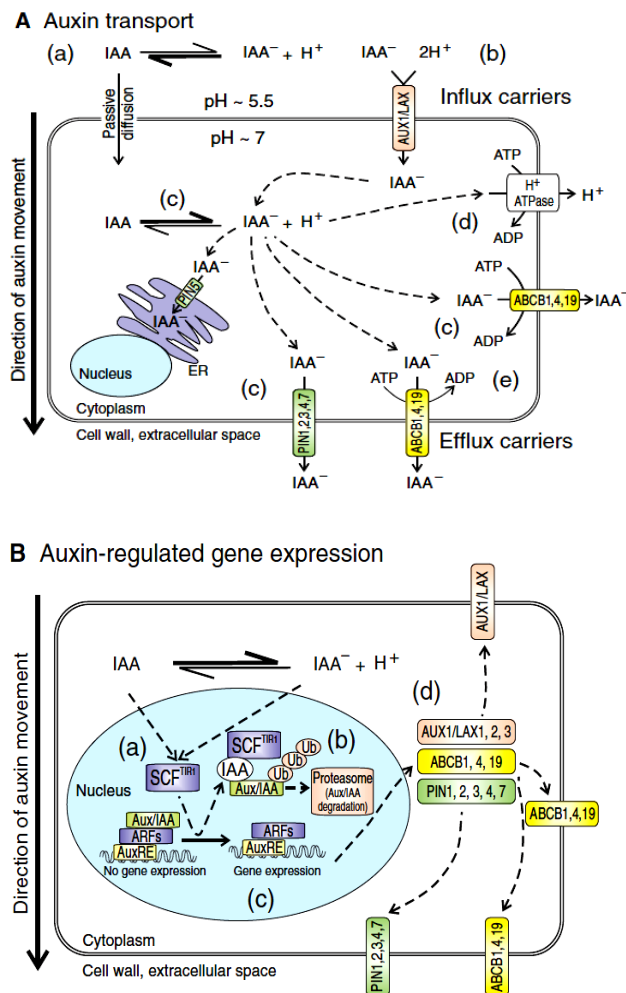 A Auxin transport
(a) IAA IAA⁻ + H⁺ IAA⁻ 2H⁺ (b)
Passive diffusion
pH ~ 5.5
AUX1/LAX
Influx carriers
pH ~ 7
IAA⁻
ATP
H⁺
ATPase
H⁺
(c)
IAA IAA⁻ + H⁺
(d)
ADP
IAA⁻
PIN5
IAA⁻
ATP
IAA⁻ ABCB1,4,19 IAA⁻
(c)
ADP
ER
Nucleus
(c)
IAA⁻ IAA⁻
ATP ADP (e)
Cytoplasm
Cell wall, extracellular space
PIN1,2,3,4,7
ABCB1,4,19
Efflux carriers
IAA⁻ IAA⁻
Direction of auxin movement
B Auxin-regulated gene expression
AUX1/LAX
IAA IAA⁻ + H⁺
(d)
(a)
SCFᵀᴵᴿ¹
Ub
Ub
Ub
(b)
AUX1/LAX1, 2, 3
ABCB1, 4, 19
PIN1, 2, 3, 4, 7
Nucleus
SCFᵀᴵᴿ¹
IAA
Aux/IAA
Proteasome
(Aux/IAA
degradation)
ABCB1,4,19
Aux/IAA
ARFs
AuxRE
No gene expression
ARFs
AuxRE
Gene expression
(c)
Cytoplasm
Cell wall, extracellular space
PIN1,2,3,4,7
ABCB1,4,19
Direction of auxin movement